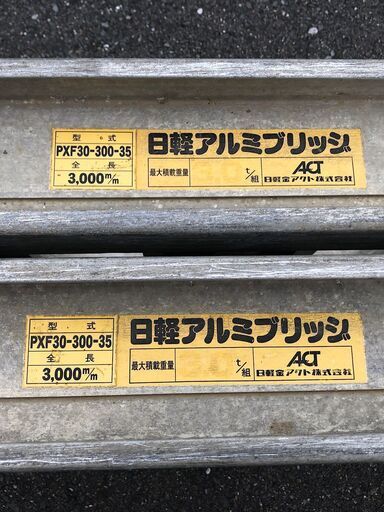 型式
PXF30-300-35
全長
3,000m/m
日軽アルミブリッジ
最大積載重量 t/組
ACT
日軽金アクト株式会社
型式
PXF30-300-35
全長
3,000m/m
日軽アルミブリッジ
最大積載重量 t/組
ACT
日軽金アクト株式会社